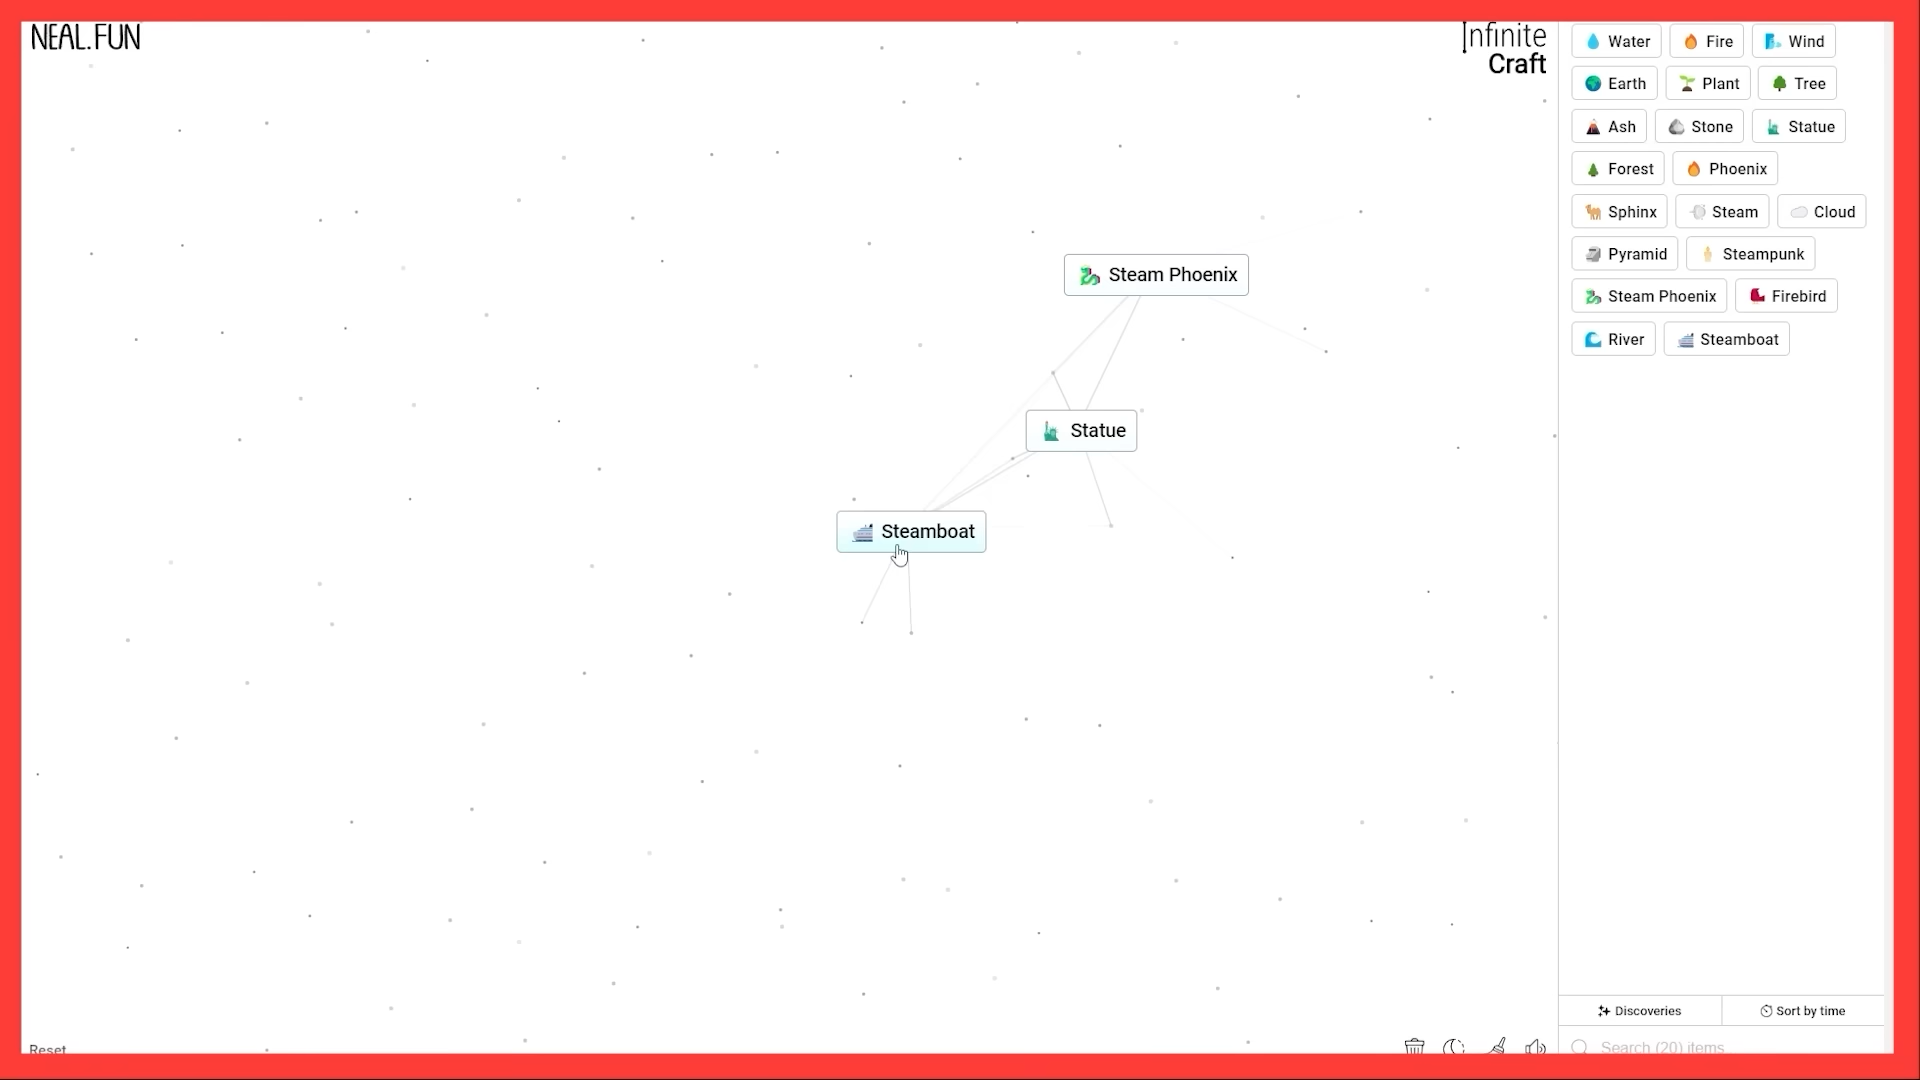 NEAL.FUN
Infinite
Craft
Water Fire Wind
Earth Plant Tree
Ash Stone Statue
Forest Phoenix
Sphinx Steam Cloud
Pyramid Steampunk
Steam Phoenix Firebird
River Steamboat
Steam Phoenix
Statue
Steamboat
Discoveries Sort by time
Reset
Search (20) items